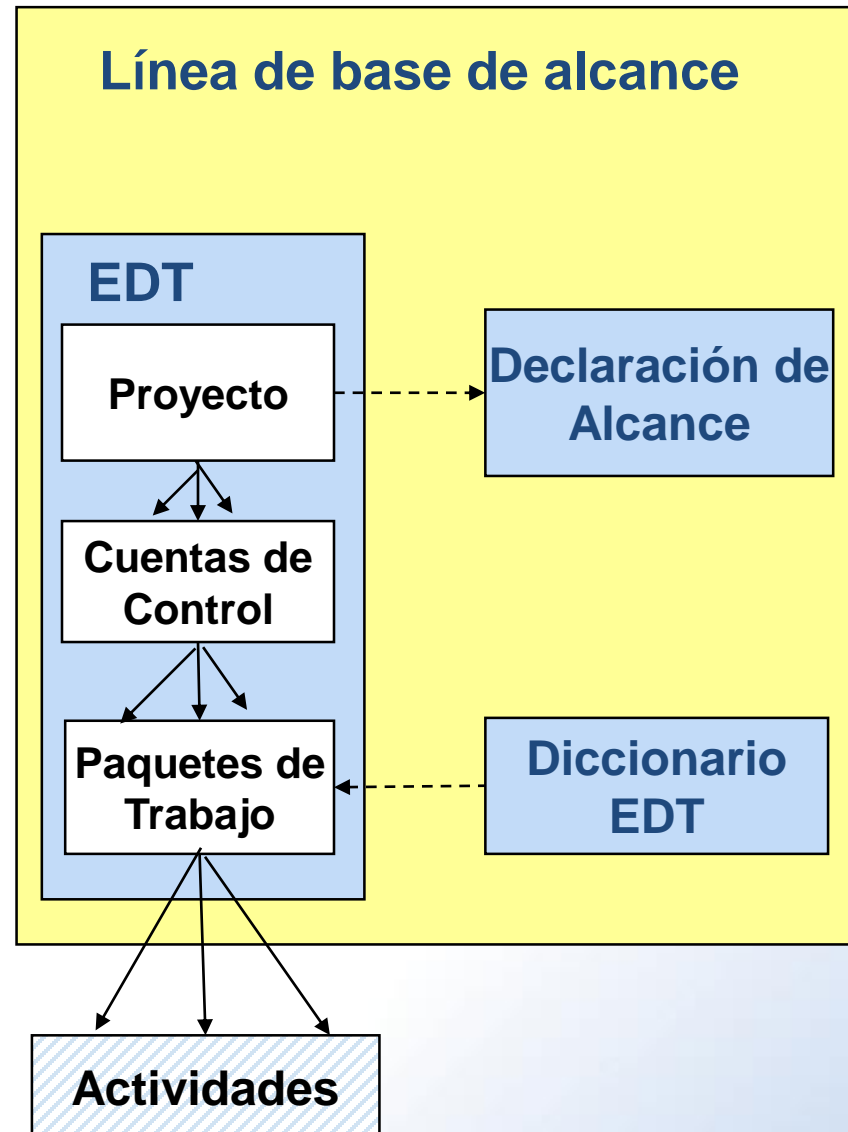 Línea de base de alcance
EDT
Proyecto
Declaración de
Alcance
Cuentas de
Control
Paquetes de
Trabajo
Diccionario
EDT
Actividades